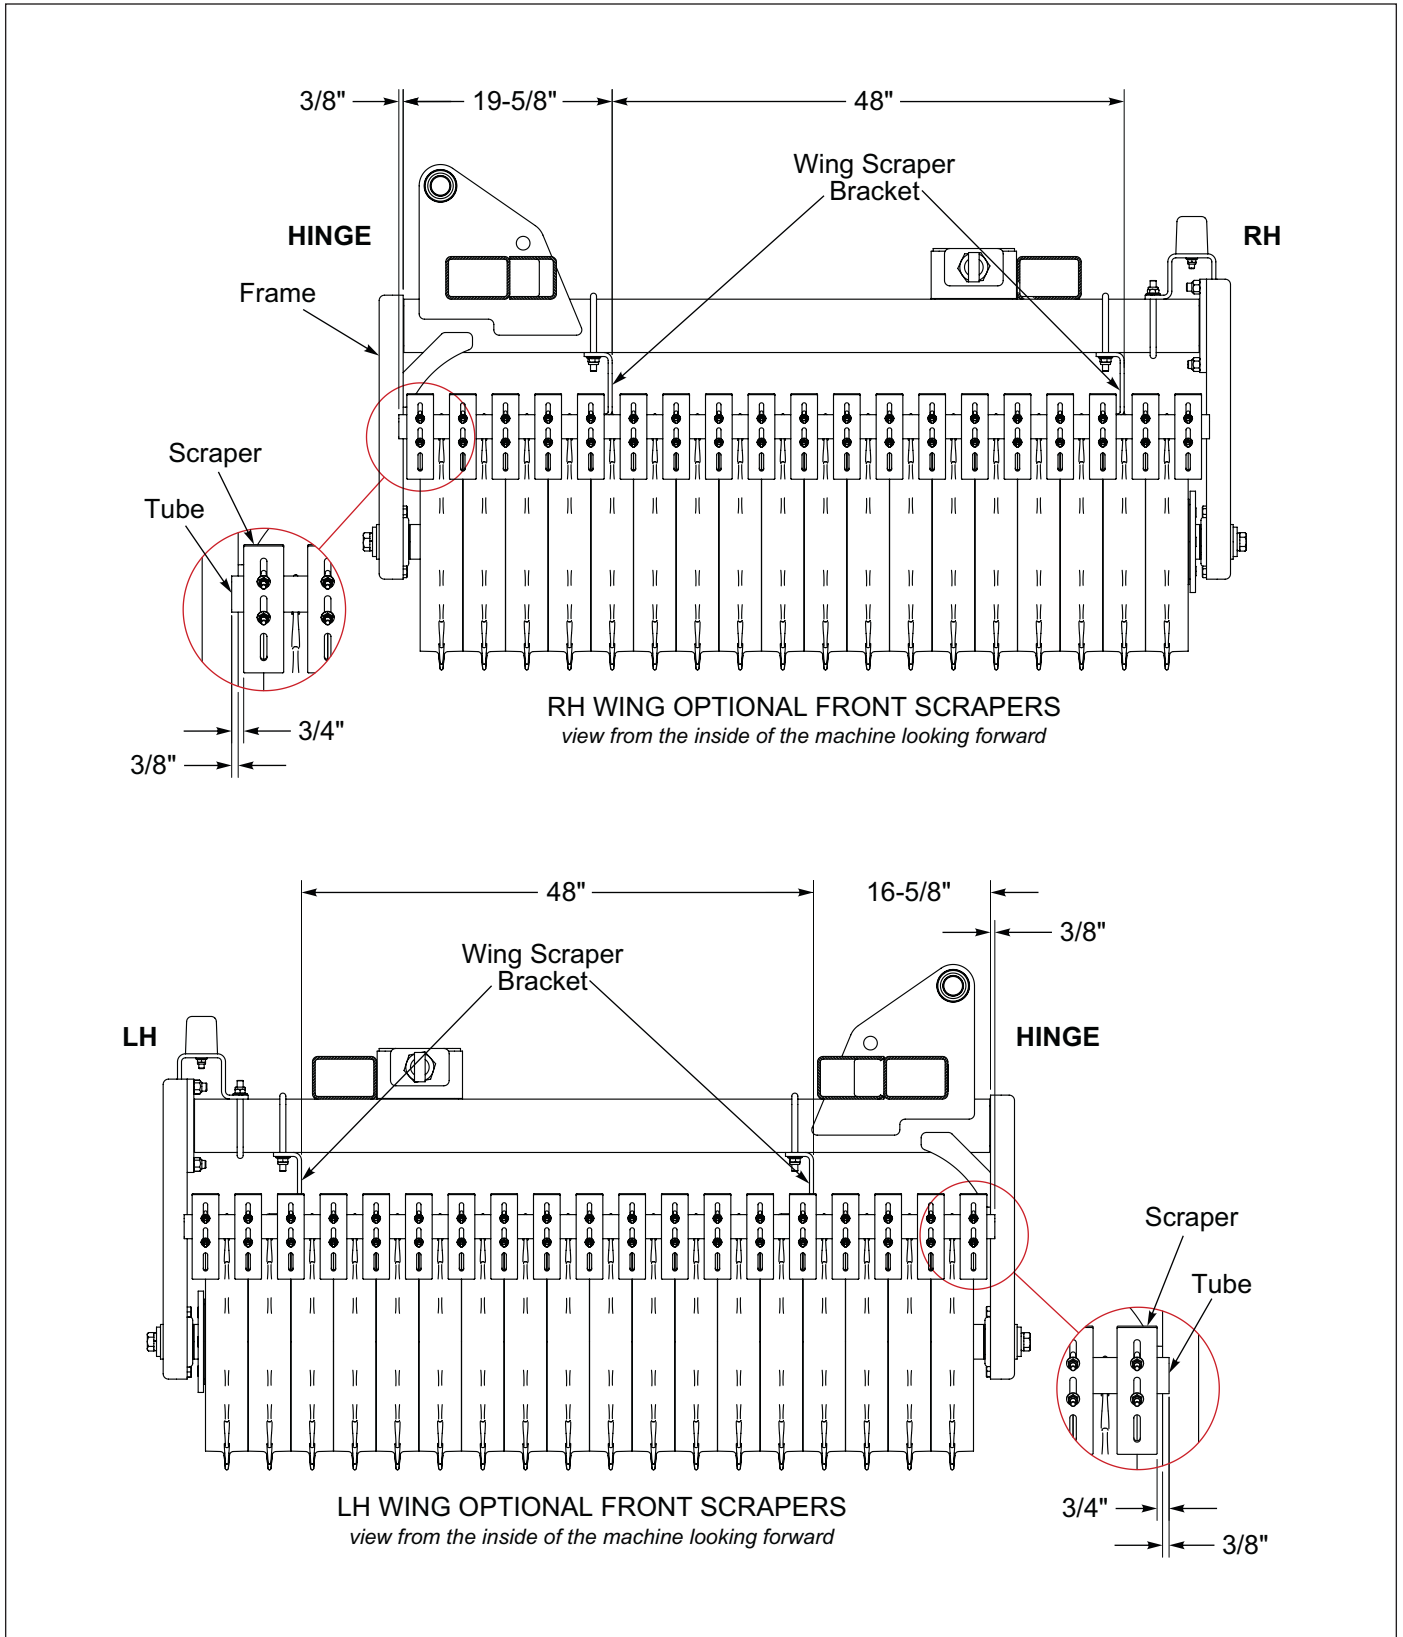 3/8" 19-5/8" 48"
Wing Scraper
Bracket
HINGE
RH
Frame
Scraper
Tube
3/4"
3/8"
RH WING OPTIONAL FRONT SCRAPERS
view from the inside of the machine looking forward
48" 16-5/8"
3/8"
Wing Scraper
Bracket
LH
HINGE
Scraper
Tube
3/4"
3/8"
LH WING OPTIONAL FRONT SCRAPERS
view from the inside of the machine looking forward